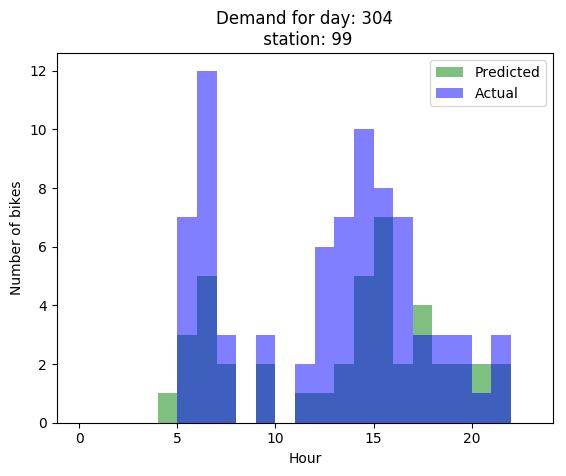 Demand for day: 304
station: 99
Predicted
Actual
Number of bikes
12
10
8
6
4
2
0
0 5 10 15 20
Hour